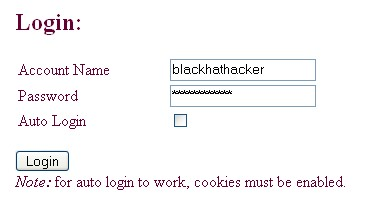 Login:
Account Name blackhathacker
Password *************
Auto Login
Login
Note: for auto login to work, cookies must be enabled.